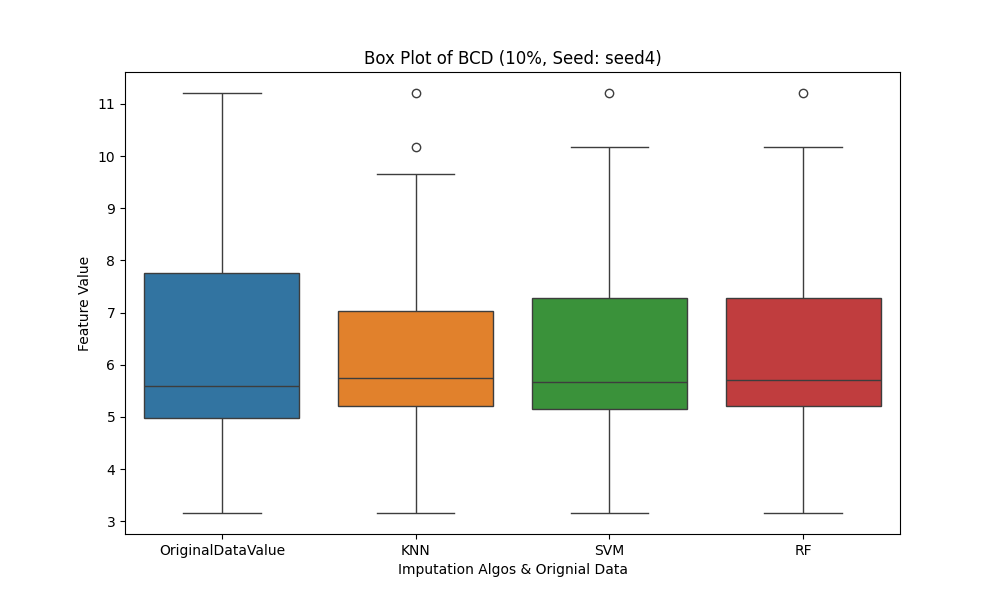 Box Plot of BCD (10%, Seed: seed4)
Feature Value
11
10
9
8
7
6
5
4
3
OriginalDataValue KNN SVM RF
Imputation Algos & Orignial Data